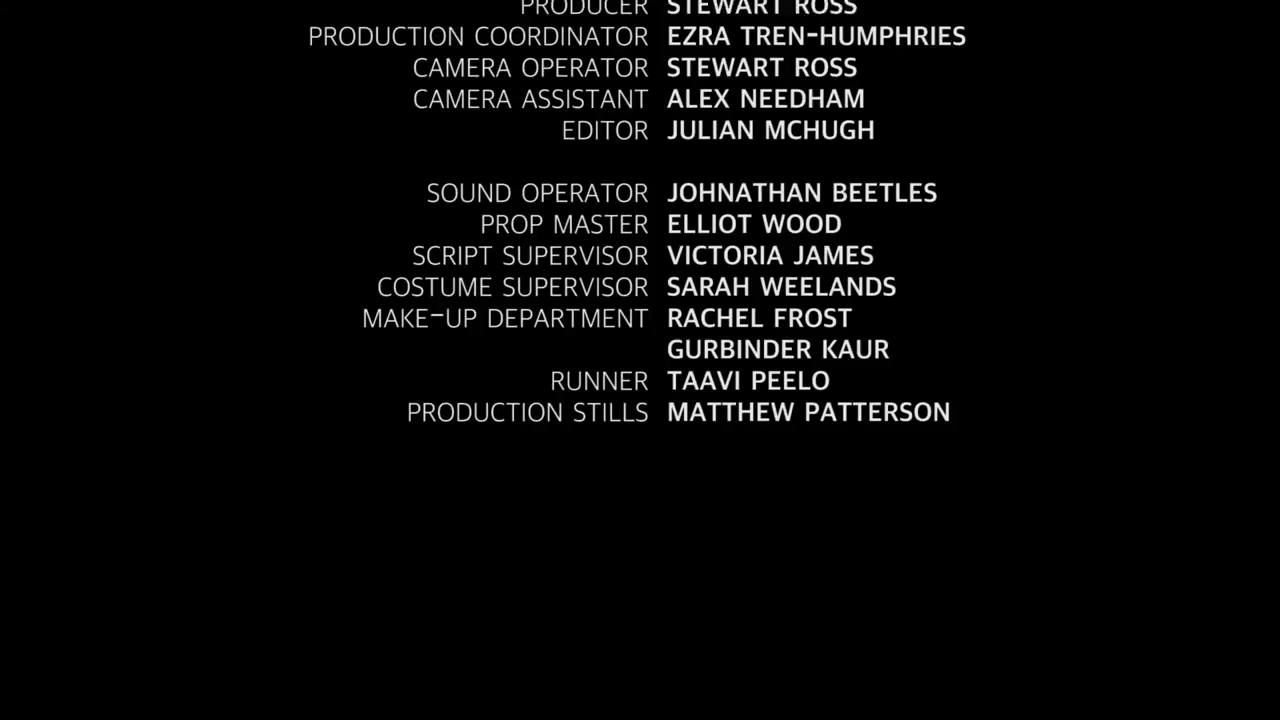 PRODUCER STEWART ROSS
PRODUCTION COORDINATOR EZRA TREN-HUMPHRIES
CAMERA OPERATOR STEWART ROSS
CAMERA ASSISTANT ALEX NEEDHAM
EDITOR JULIAN MCHUGH
SOUND OPERATOR JOHNATHAN BEETLES
PROP MASTER ELLIOT WOOD
SCRIPT SUPERVISOR VICTORIA JAMES
COSTUME SUPERVISOR SARAH WEELANDS
MAKE-UP DEPARTMENT RACHEL FROST
GURBINDER KAUR
RUNNER TAAVI PEELO
PRODUCTION STILLS MATTHEW PATTERSON